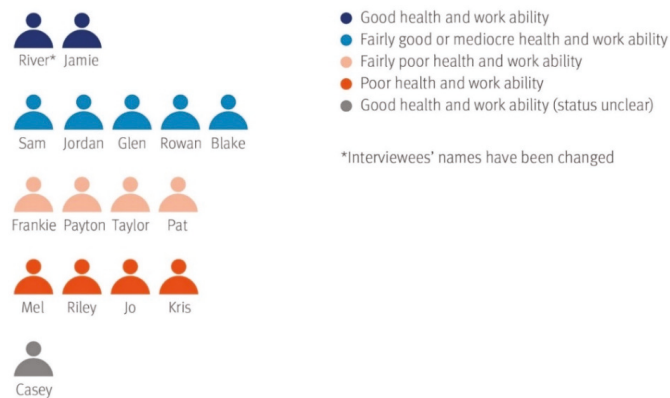 River* Jamie
Sam Jordan Glen Rowan Blake
Frankie Payton Taylor Pat
Mel Riley Jo Kris
Casey
Good health and work ability
Fairly good or mediocre health and work ability
Fairly poor health and work ability
Poor health and work ability
Good health and work ability (status unclear)
*Interviewees' names have been changed